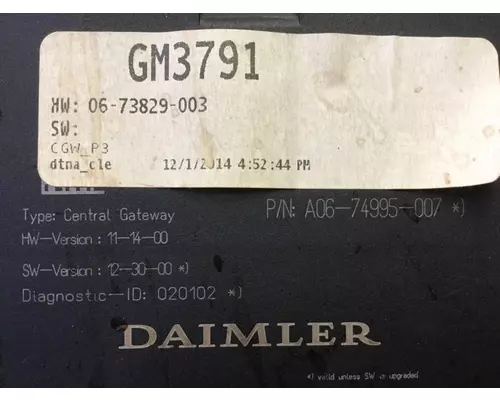 GM3791
HW: 06-73829-003
SW:
CGW_P3
dtna_cle 12/1/2014 4:52:44 PM
Type: Central Gateway P/N: A06-74995-007 *)
HW-Version: 11-14-00
SW-Version: 12-30-00 *)
Diagnostic-ID: 020102 *)
DAIMLER
*) valid unless SW is upgraded